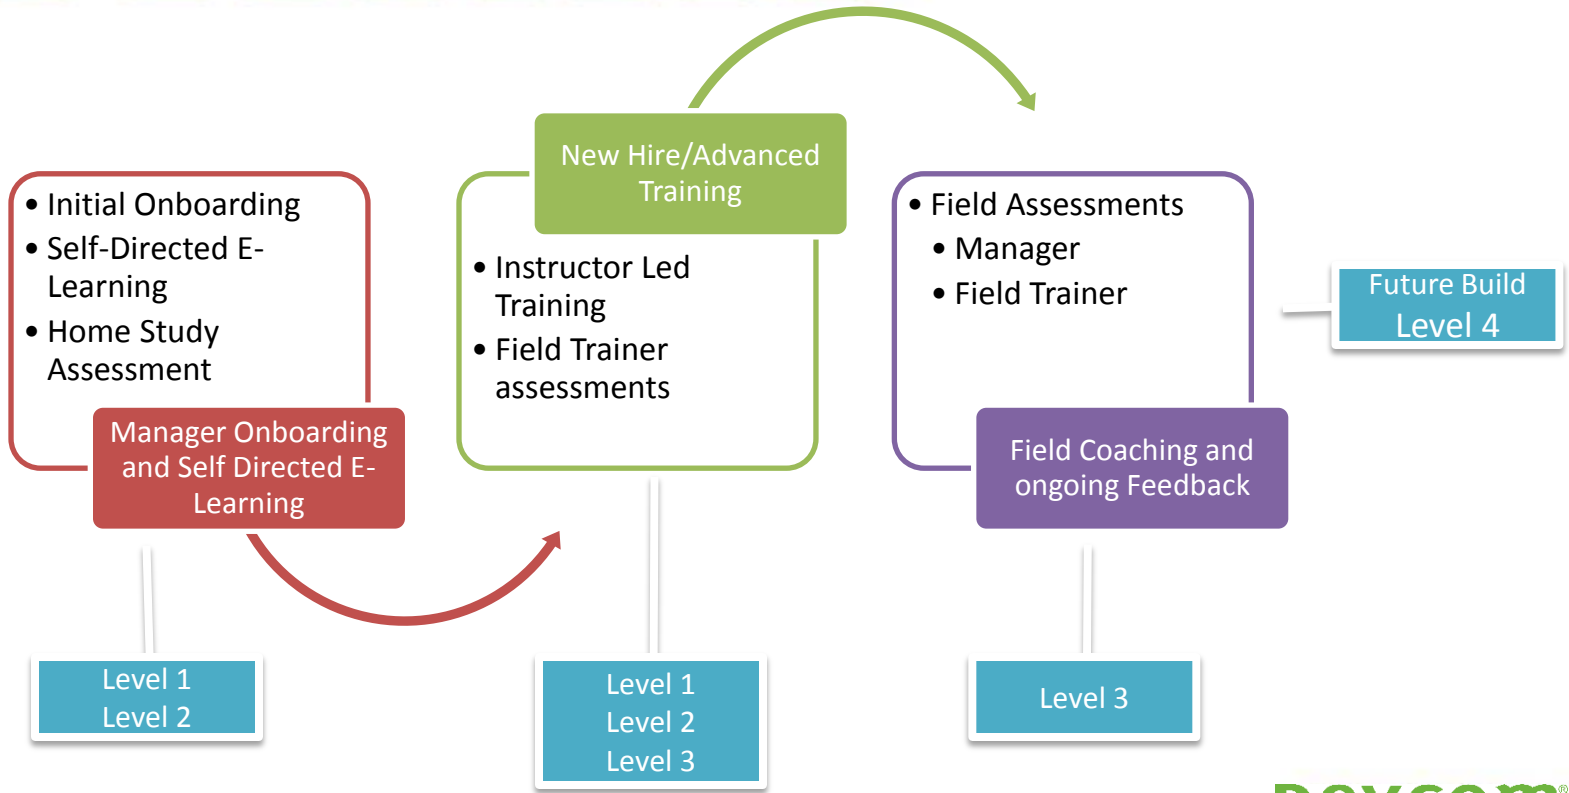 • Initial Onboarding
• Self-Directed E-
Learning
• Home Study
Assessment
Manager Onboarding
and Self Directed E-
Learning
Level 1
Level 2
New Hire/Advanced
Training
• Instructor Led
Training
• Field Trainer
assessments
Level 1
Level 2
Level 3
• Field Assessments
• Manager
• Field Trainer
Field Coaching and
ongoing Feedback
Level 3
Future Build
Level 4